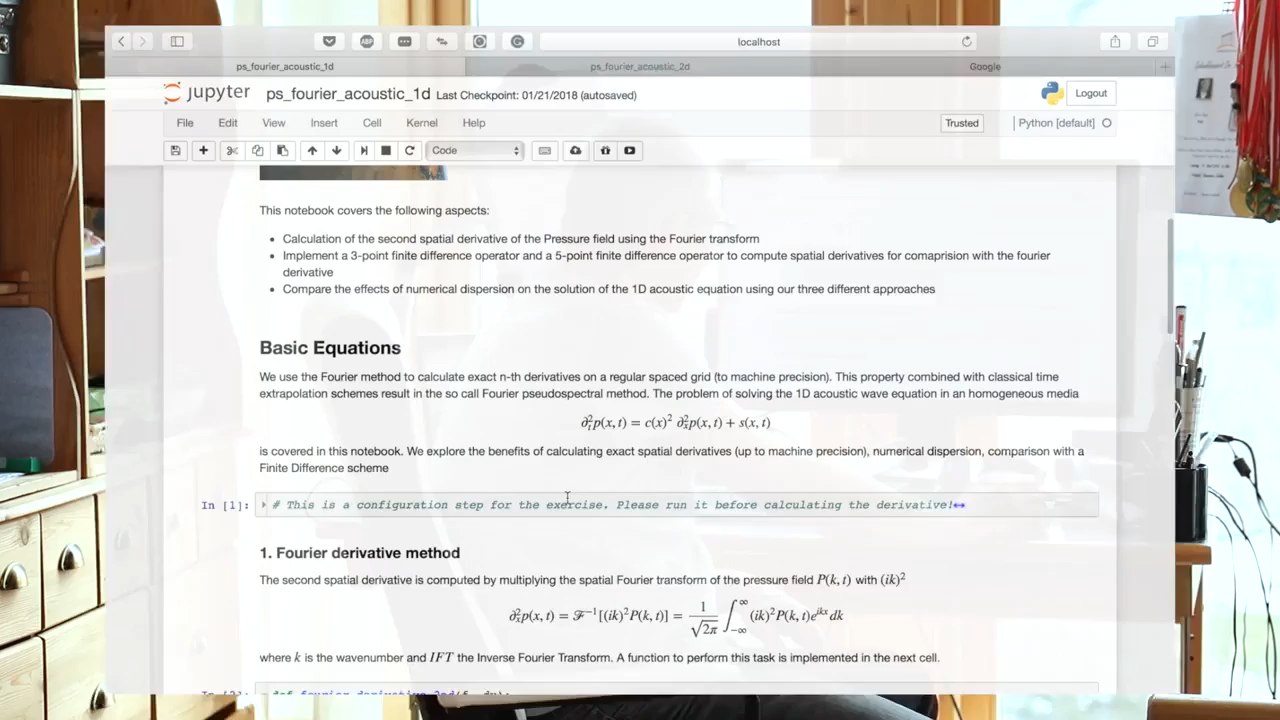 localhost
ps_fourier_acoustic_1d
ps_fourier_acoustic_2d
Google
ABP
jupyter ps_fourier_acoustic_1d Last Checkpoint: 01/21/2018 (autosaved)
Logout
File Edit View Insert Cell Kernel Help
Trusted
Python [default]
Code
This notebook covers the following aspects:
• Calculation of the second spatial derivative of the Pressure field using the Fourier transform
• Implement a 3-point finite difference operator and a 5-point finite difference operator to compute spatial derivatives for comaprision with the fourier
derivative
• Compare the effects of numerical dispersion on the solution of the 1D acoustic equation using our three different approaches
Basic Equations
We use the Fourier method to calculate exact n-th derivatives on a regular spaced grid (to machine precision). This property combined with classical time
extrapolation schemes result in the so call Fourier pseudospectral method. The problem of solving the 1D acoustic wave equation in an homogeneous media
∂²ₜp(x, t) = c(x)² ∂²ₓp(x, t) + s(x, t)
is covered in this notebook. We explore the benefits of calculating exact spatial derivatives (up to machine precision), numerical dispersion, comparison with a
Finite Difference scheme
In [1]: # This is a configuration step for the exercise. Please run it before calculating the derivative!
1. Fourier derivative method
The second spatial derivative is computed by multiplying the spatial Fourier transform of the pressure field P(k, t) with (ik)²
∂²ₓp(x, t) = ℱ⁻¹[(ik)²P(k, t)] = 1/√2π ∫_{-∞}^{∞} (ik)²P(k, t)e^{ikx} dk
where k is the wavenumber and IFT the Inverse Fourier Transform. A function to perform this task is implemented in the next cell.